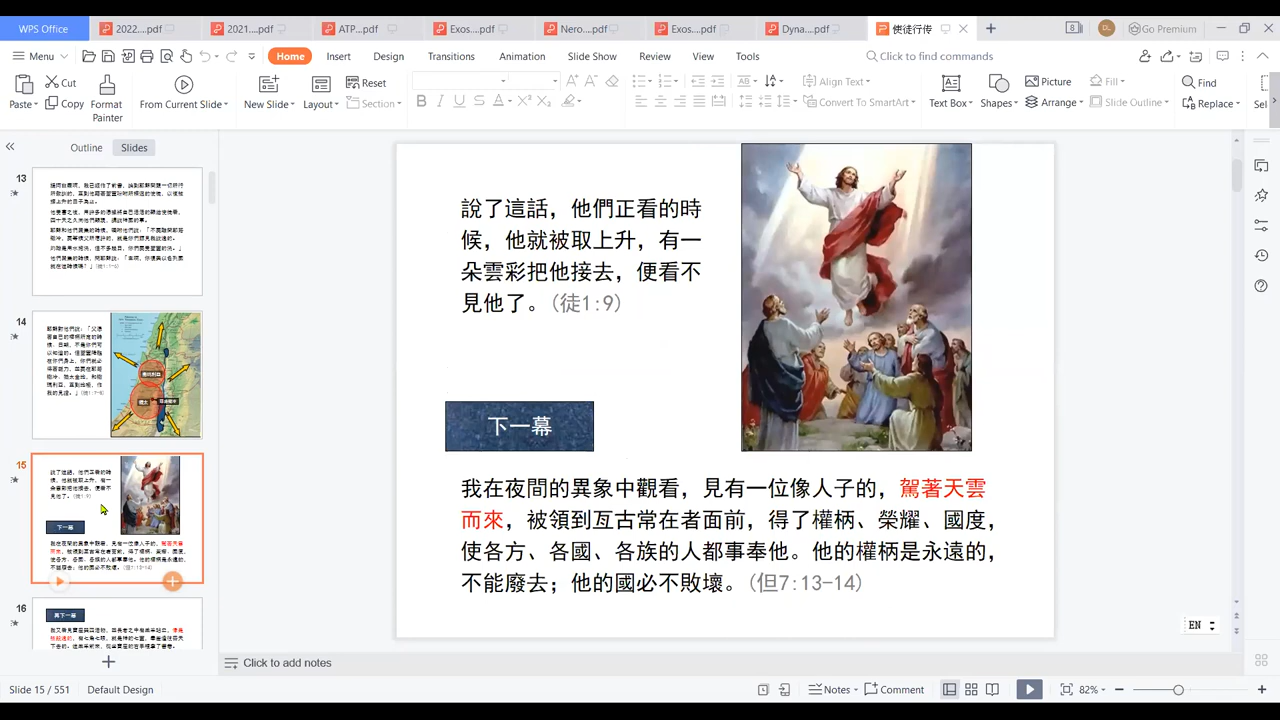 WPS Office
2022...pdf
2021...pdf
ATP...pdf
Exos...pdf
Nero...pdf
Exos...pdf
Dyna...pdf
使徒行传
8
DL
Go Premium
Menu
Home
Insert
Design
Transitions
Animation
Slide Show
Review
View
Tools
Click to find commands
Cut
Copy
Format
Painter
From Current Slide
New Slide
Layout
Reset
Section
Align Text
Convert To SmartArt
Text Box
Shapes
Picture
Arrange
Fill
Slide Outline
Find
Replace
Sel
Outline
Slides
13
14
15
16
說了這話，他們正看的時
候，他就被取上升，有一
朵雲彩把他接去，便看不
見他了。(徒1:9)
下一幕
我在夜間的異象中觀看，見有一位像人子的，駕著天雲
而來，被領到亙古常在者面前，得了權柄、榮耀、國度，
使各方、各國、各族的人都事奉他。他的權柄是永遠的，
不能廢去；他的國必不敗壞。(但7:13-14)
EN
Click to add notes
Slide 15 / 551
Default Design
Notes
Comment
82%